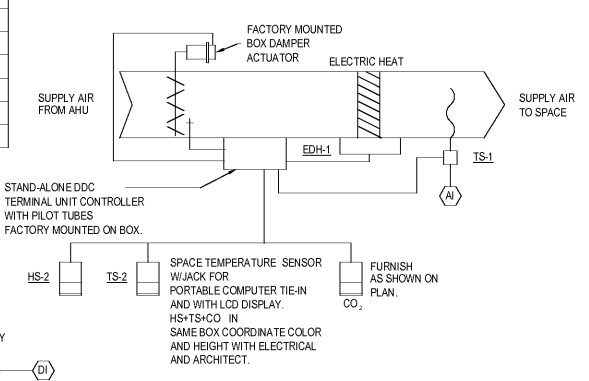 FACTORY MOUNTED
BOX DAMPER
ACTUATOR
ELECTRIC HEAT
SUPPLY AIR
FROM AHU
SUPPLY AIR
TO SPACE
EDH-1
TS-1
AI
STAND-ALONE DDC
TERMINAL UNIT CONTROLLER
WITH PILOT TUBES
FACTORY MOUNTED ON BOX.
HS-2
TS-2
SPACE TEMPERATURE SENSOR
W/JACK FOR
PORTABLE COMPUTER TIE-IN
AND WITH LCD DISPLAY.
HS+TS+CO IN
SAME BOX COORDINATE COLOR
AND HEIGHT WITH ELECTRICAL
AND ARCHITECT.
CO2
FURNISH
AS SHOWN ON
PLAN.
Y
DI